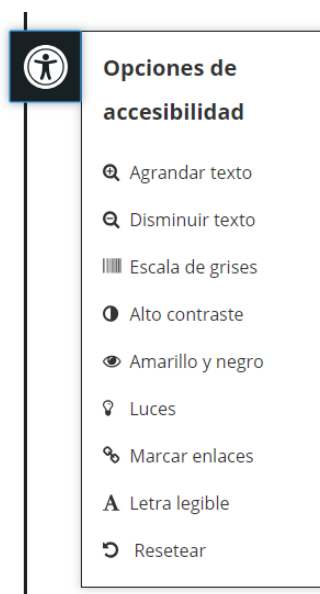 Opciones de
accesibilidad
Agrandar texto
Disminuir texto
Escala de grises
Alto contraste
Amarillo y negro
Luces
Marcar enlaces
Letra legible
Resetear